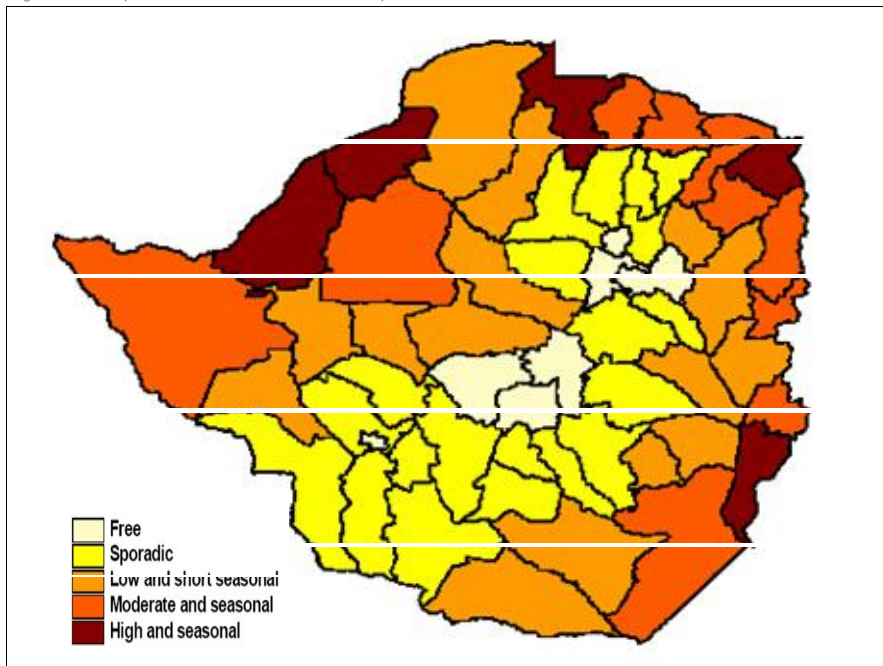 Free
Sporadic
Low and short seasonal
Moderate and seasonal
High and seasonal